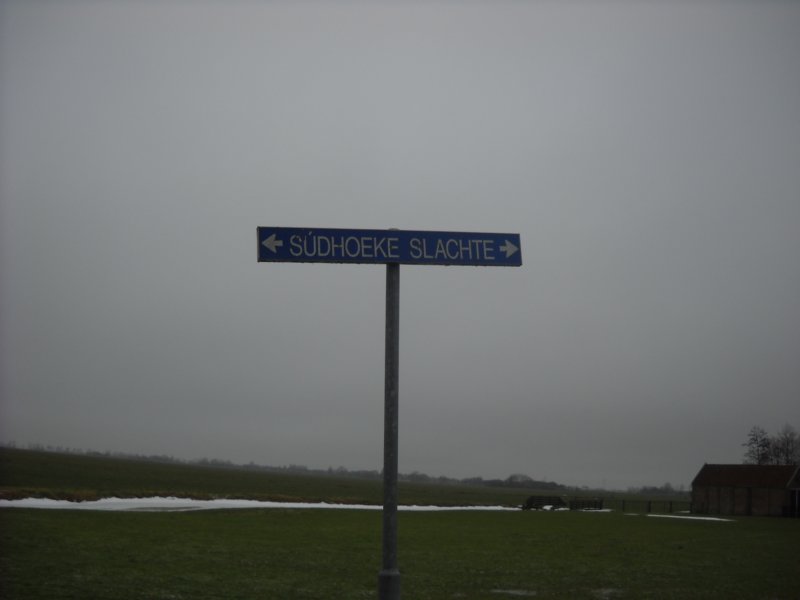 ← SÚDHOEKE SLACHTE →